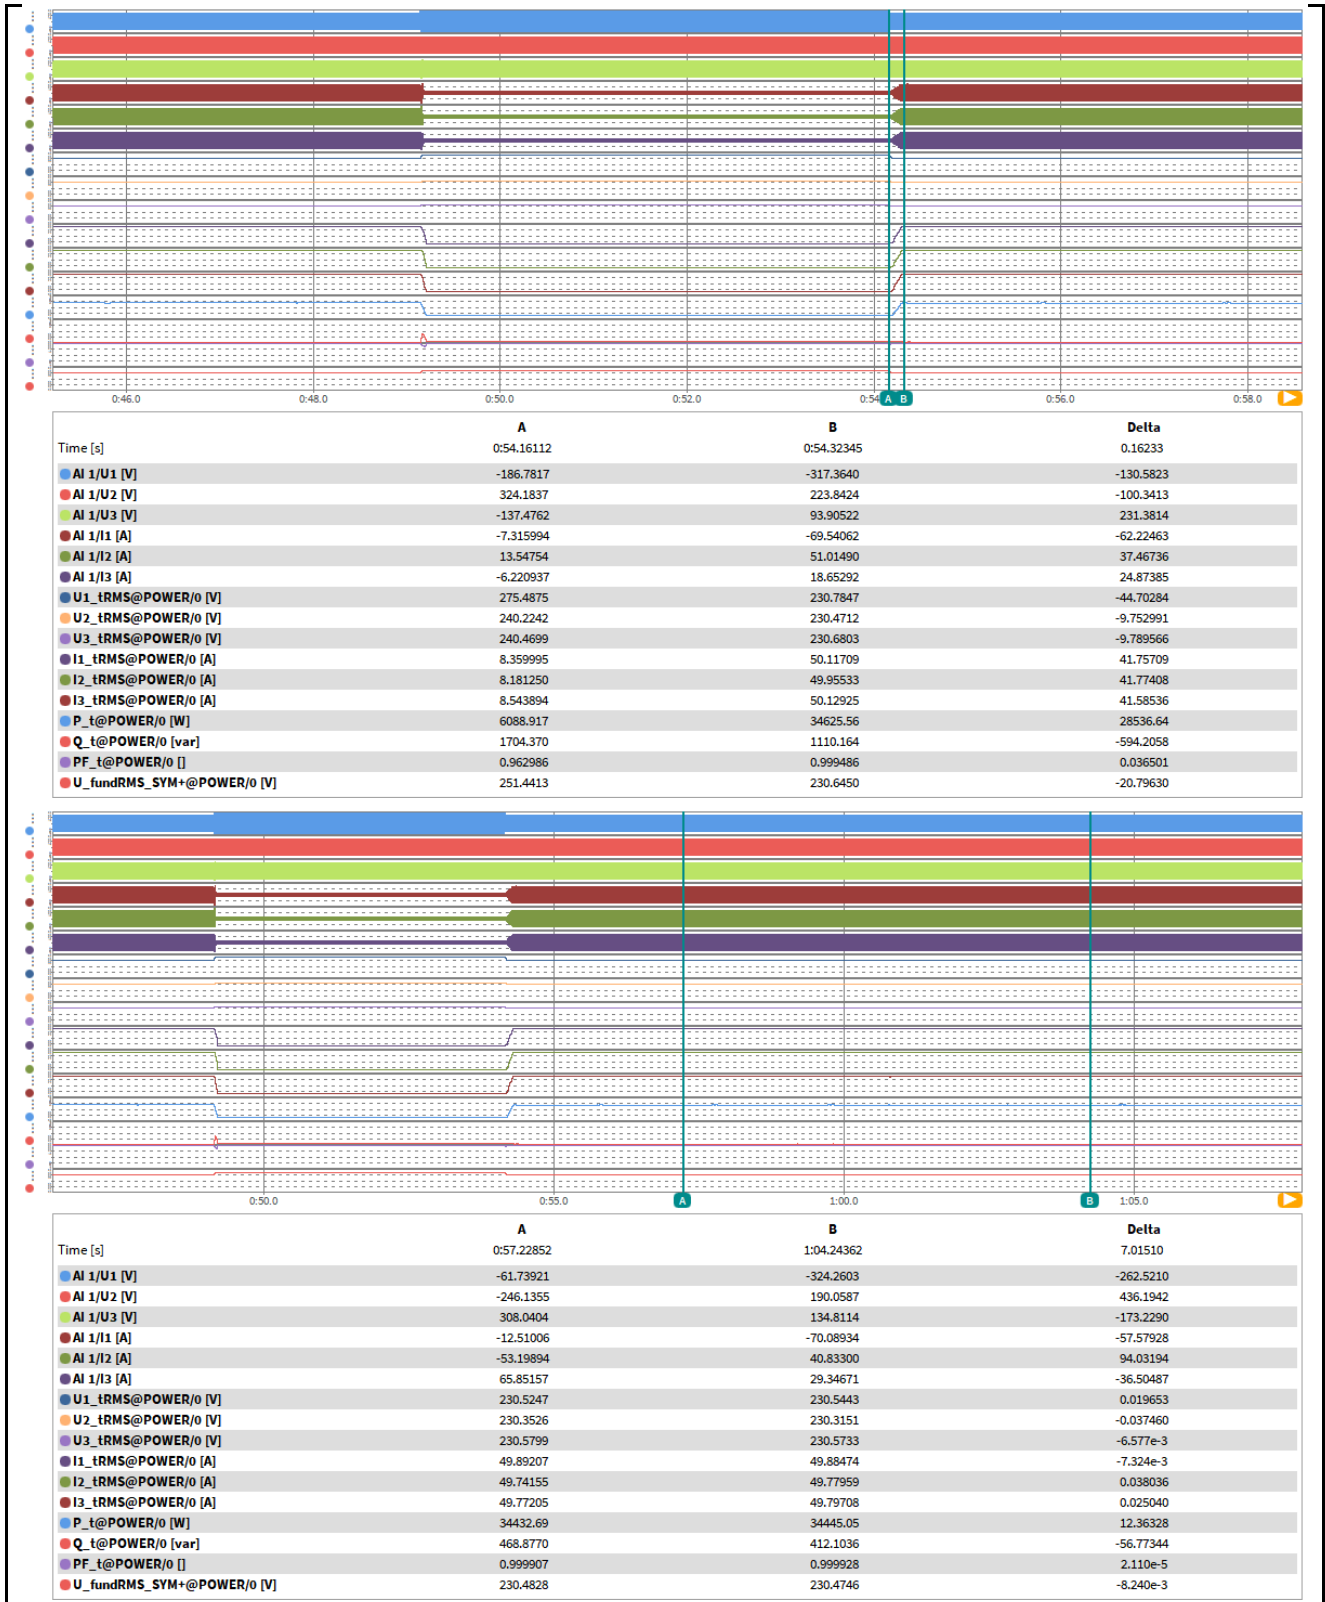 0:46.0 0:48.0 0:50.0 0:52.0 0:54 A B 0:56.0 0:58.0
A B Delta
Time [s] 0:54.16112 0:54.32345 0.16233
AI 1/U1 [V] -186.7817 -317.3640 -130.5823
AI 1/U2 [V] 324.1837 223.8424 -100.3413
AI 1/U3 [V] -137.4762 93.90522 231.3814
AI 1/I1 [A] -7.315994 -69.54062 -62.22463
AI 1/I2 [A] 13.54754 51.01490 37.46736
AI 1/I3 [A] -6.220937 18.65292 24.87385
U1_tRMS@POWER/0 [V] 275.4875 230.7847 -44.70284
U2_tRMS@POWER/0 [V] 240.2242 230.4712 -9.752991
U3_tRMS@POWER/0 [V] 240.4699 230.6803 -9.789566
I1_tRMS@POWER/0 [A] 8.359995 50.11709 41.75709
I2_tRMS@POWER/0 [A] 8.181250 49.95533 41.77408
I3_tRMS@POWER/0 [A] 8.543894 50.12925 41.58536
P_t@POWER/0 [W] 6088.917 34625.56 28536.64
Q_t@POWER/0 [var] 1704.370 1110.164 -594.2058
PF_t@POWER/0 [] 0.962986 0.999486 0.036501
U_fundRMS_SYM+@POWER/0 [V] 251.4413 230.6450 -20.79630
0:50.0 0:55.0 A 1:00.0 B 1:05.0
A B Delta
Time [s] 0:57.22852 1:04.24362 7.01510
AI 1/U1 [V] -61.73921 -324.2603 -262.5210
AI 1/U2 [V] -246.1355 190.0587 436.1942
AI 1/U3 [V] 308.0404 134.8114 -173.2290
AI 1/I1 [A] -12.51006 -70.08934 -57.57928
AI 1/I2 [A] -53.19894 40.83300 94.03194
AI 1/I3 [A] 65.85157 29.34671 -36.50487
U1_tRMS@POWER/0 [V] 230.5247 230.5443 0.019653
U2_tRMS@POWER/0 [V] 230.3526 230.3151 -0.037460
U3_tRMS@POWER/0 [V] 230.5799 230.5733 -6.577e-3
I1_tRMS@POWER/0 [A] 49.89207 49.88474 -7.324e-3
I2_tRMS@POWER/0 [A] 49.74155 49.77959 0.038036
I3_tRMS@POWER/0 [A] 49.77205 49.79708 0.025040
P_t@POWER/0 [W] 34432.69 34445.05 12.36328
Q_t@POWER/0 [var] 468.8770 412.1036 -56.77344
PF_t@POWER/0 [] 0.999907 0.999928 2.110e-5
U_fundRMS_SYM+@POWER/0 [V] 230.4828 230.4746 -8.240e-3